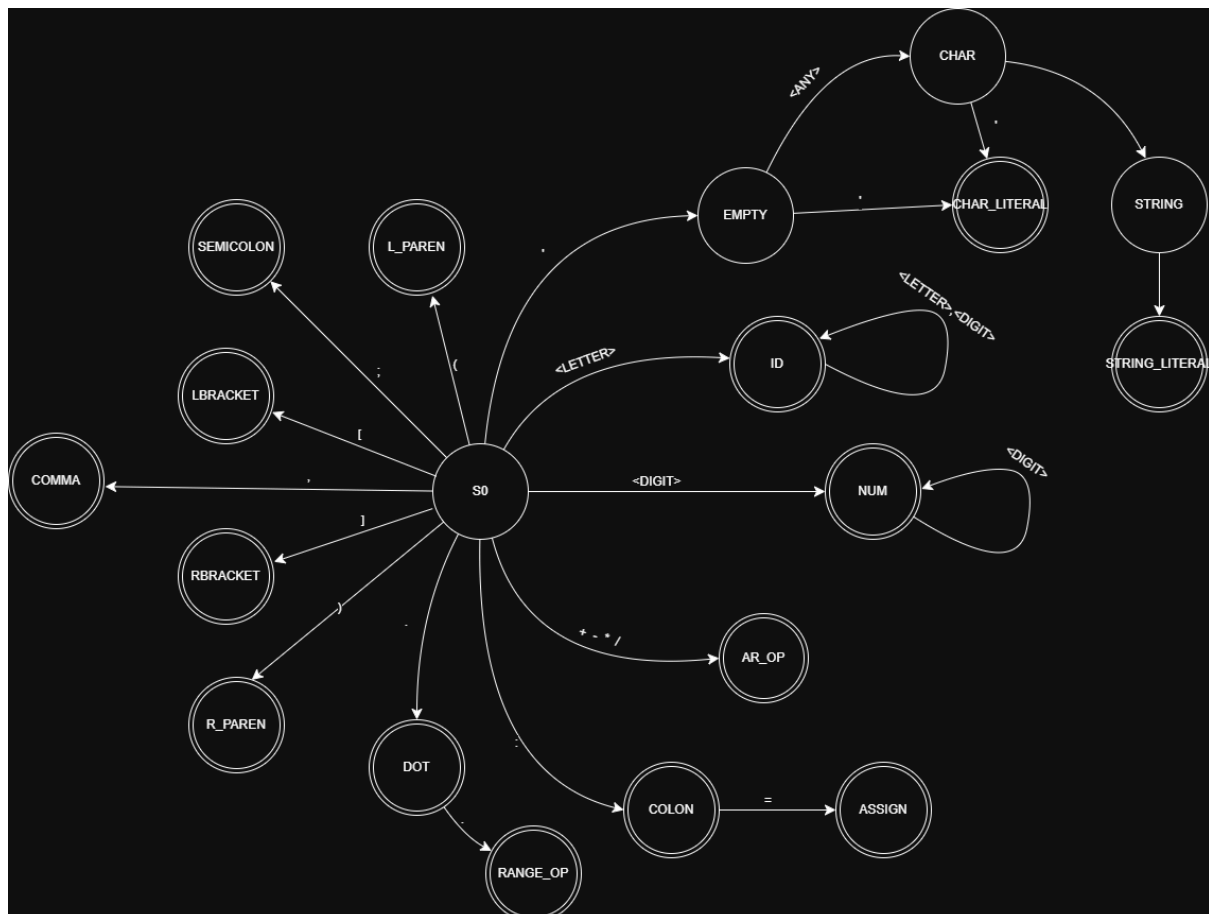 CHAR
<ANY>
EMPTY
CHAR_LITERAL
STRING
SEMICOLON
L_PAREN
<LETTER>,<DIGIT>
<LETTER>
ID
STRING_LITERAL
(
;
LBRACKET
[
COMMA
,
S0
<DIGIT>
NUM
<DIGIT>
]
RBRACKET
)
.
+ - * /
AR_OP
R_PAREN
:
DOT
.
COLON
=
ASSIGN
RANGE_OP